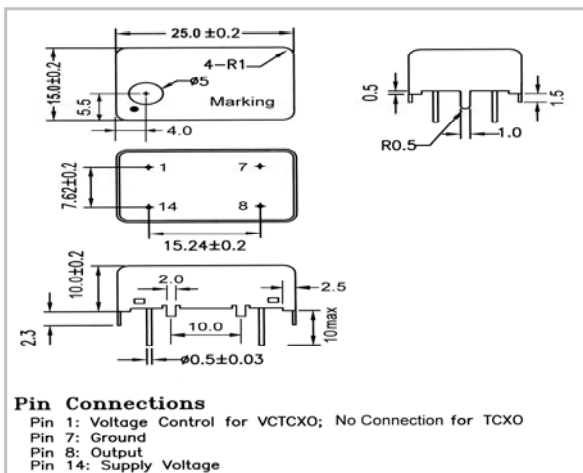 25.0±0.2
4-R1
ø5
15.0±0.2
5.5
Marking
4.0
0.5
1.5
R0.5
1.0
1
7
7.62±0.2
14
8
15.24±0.2
10.0±0.2
2.0
2.5
2.3
10.0
10max
ø0.5±0.03
Pin Connections
Pin 1: Voltage Control for VCTCXO; No Connection for TCXO
Pin 7: Ground
Pin 8: Output
Pin 14: Supply Voltage